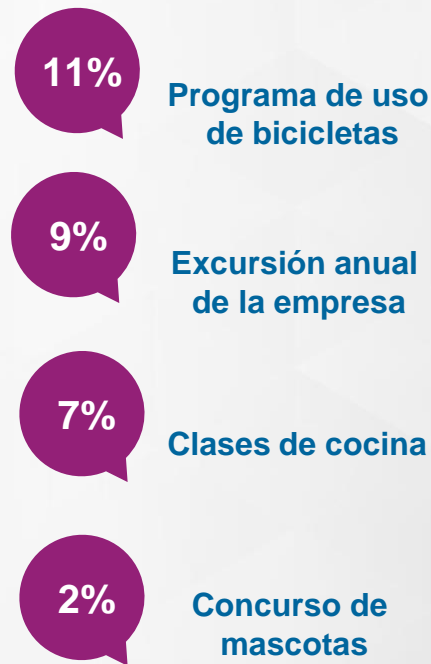 11%
Programa de uso
de bicicletas
9%
Excursión anual
de la empresa
7%
Clases de cocina
2%
Concurso de
mascotas